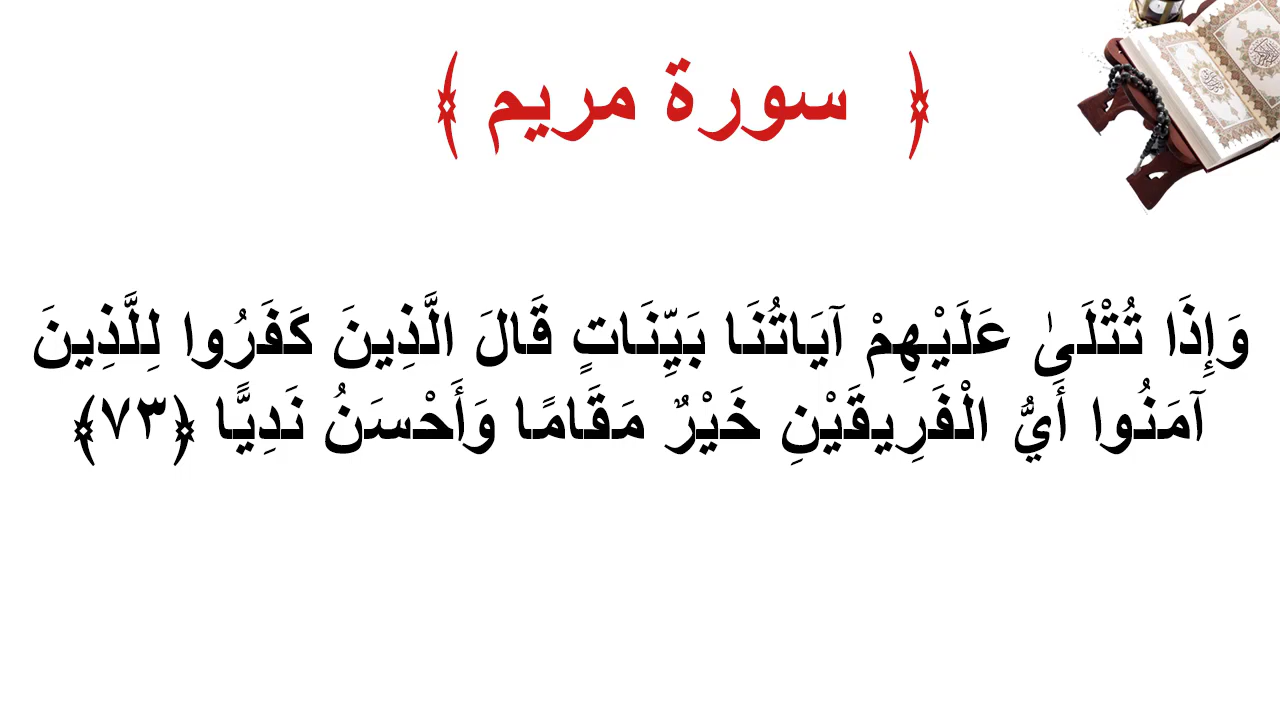 ﴿ سورة مريم ﴾
وَإِذَا تُتْلَىٰ عَلَيْهِمْ آيَاتُنَا بَيِّنَاتٍ قَالَ الَّذِينَ كَفَرُوا لِلَّذِينَ
آمَنُوا أَيُّ الْفَرِيقَيْنِ خَيْرٌ مَقَامًا وَأَحْسَنُ نَدِيًّا ﴿٧٣﴾